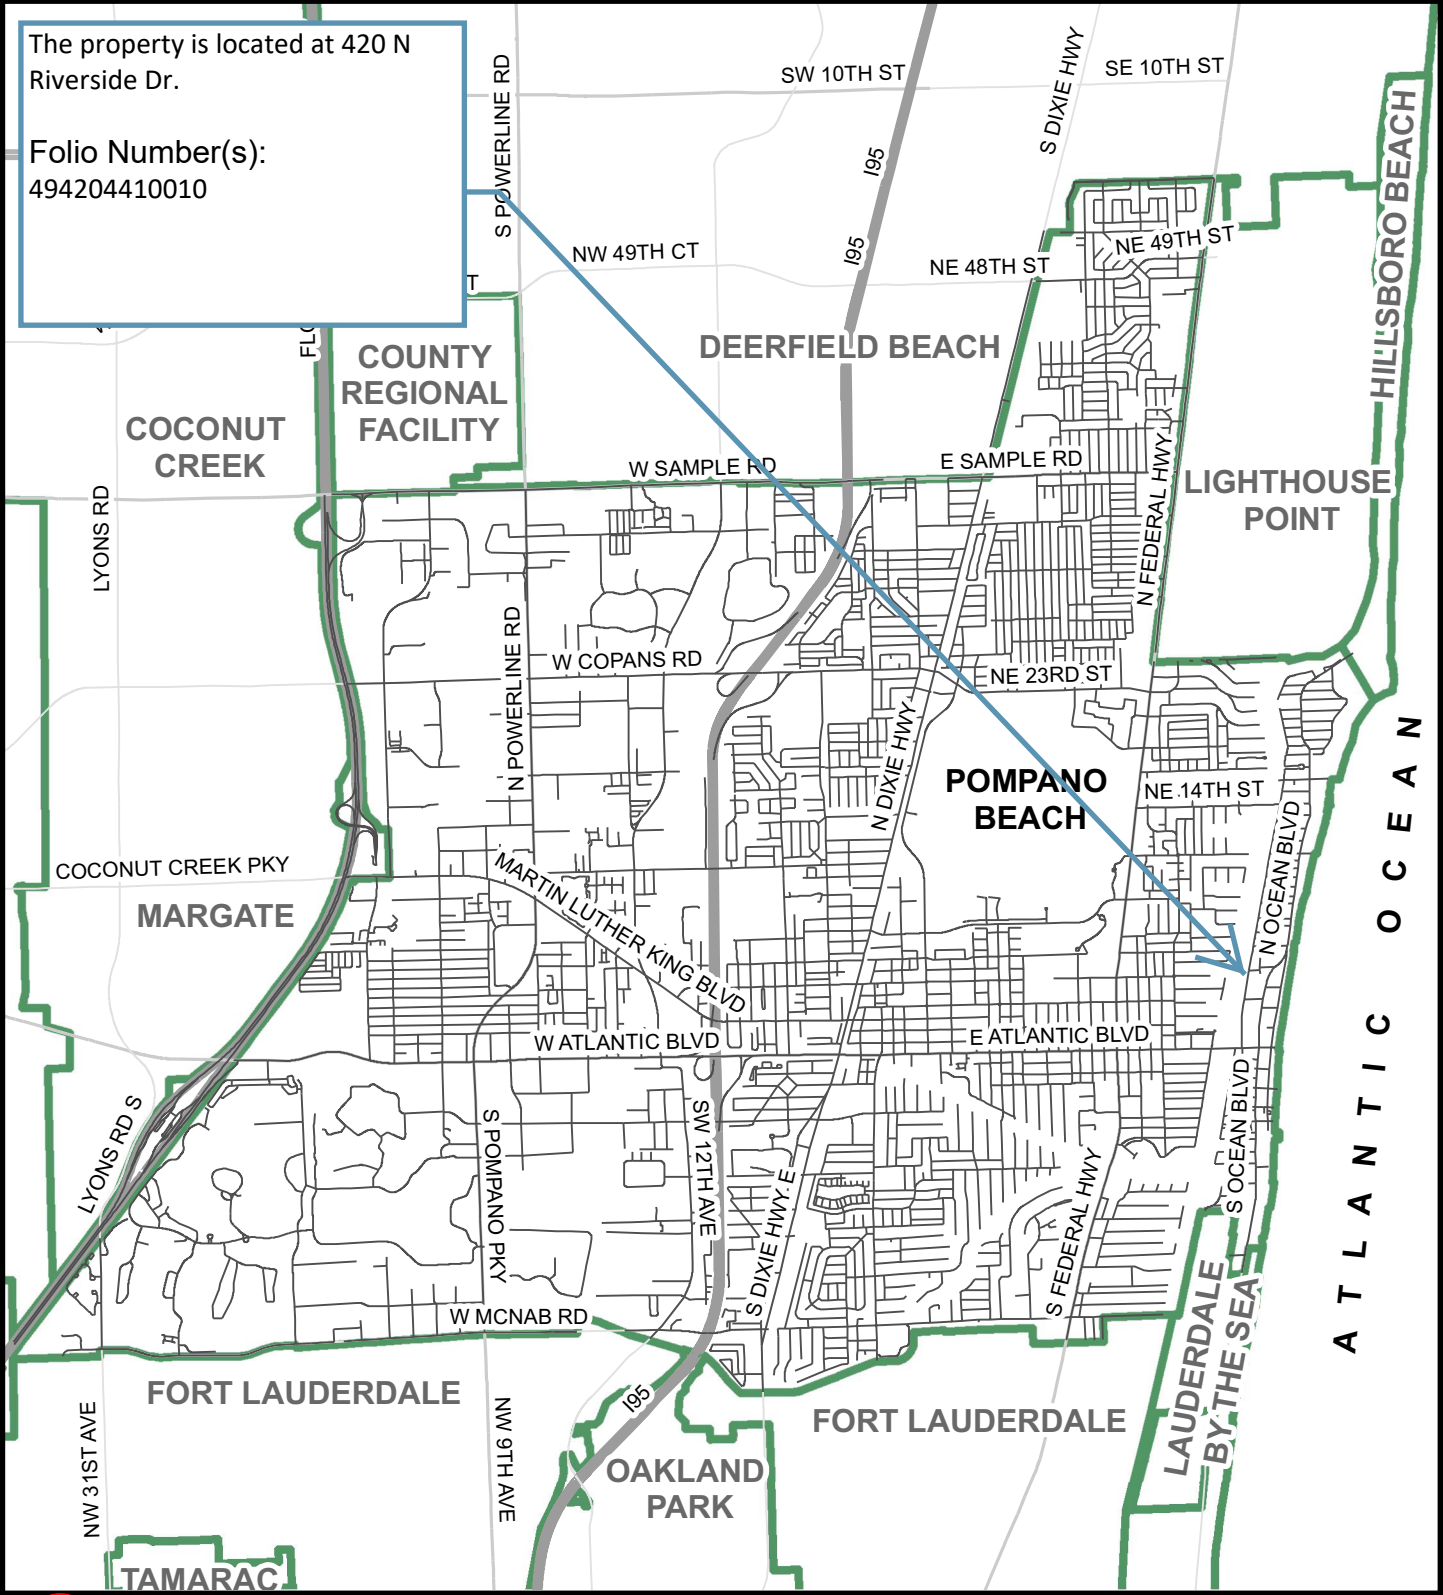 The property is located at 420 N
Riverside Dr.
Folio Number(s):
494204410010
S POWERLINE RD
SW 10TH ST
S DIXIE HWY
SE 10TH ST
HILLSBORO BEACH
I95
I95
NW 49TH CT
NE 48TH ST
NE 49TH ST
T
FLO
COUNTY
REGIONAL
FACILITY
DEERFIELD BEACH
COCONUT
CREEK
LYONS RD
W SAMPLE RD
E SAMPLE RD
N FEDERAL HWY
LIGHTHOUSE
POINT
N POWERLINE RD
W COPANS RD
NE 23RD ST
N DIXIE HWY
POMPANO
BEACH
NE 14TH ST
N OCEAN BLVD
ATLANTIC OCEAN
COCONUT CREEK PKY
MARGATE
MARTIN LUTHER KING BLVD
W ATLANTIC BLVD
E ATLANTIC BLVD
LYONS RD S
S POMPANO PKY
SW 12TH AVE
S DIXIE HWY E
S FEDERAL HWY
S OCEAN BLVD
W MCNAB RD
LAUDERDALE
BY THE SEA
FORT LAUDERDALE
I95
FORT LAUDERDALE
NW 31ST AVE
NW 9TH AVE
OAKLAND
PARK
TAMARAC